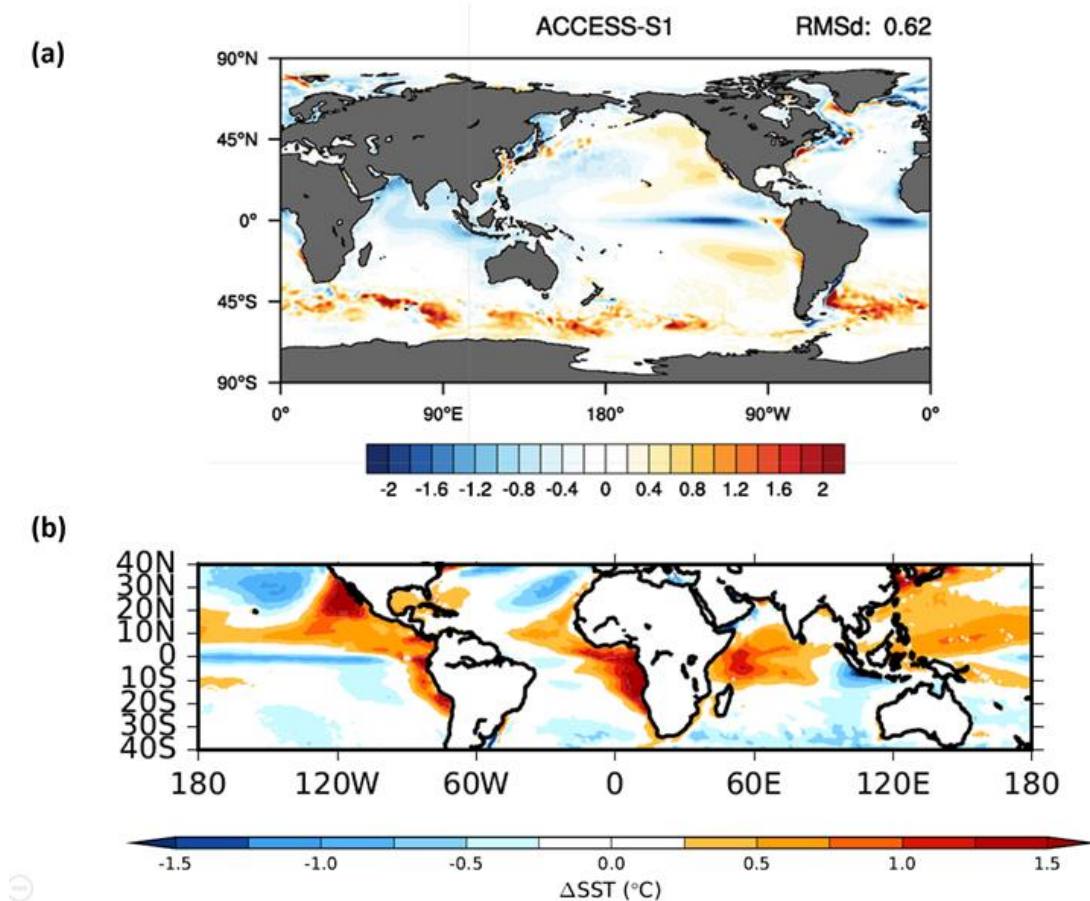 (a)
ACCESS-S1 RMSd: 0.62
90°N
45°N
0°
45°S
90°S
0° 90°E 180° 90°W 0°
-2 -1.6 -1.2 -0.8 -0.4 0 0.4 0.8 1.2 1.6 2
(b)
40N
30N
20N
10N
0
10S
20S
30S
40S
180 120W 60W 0 60E 120E 180
-1.5 -1.0 -0.5 0.0 0.5 1.0 1.5
ΔSST (°C)